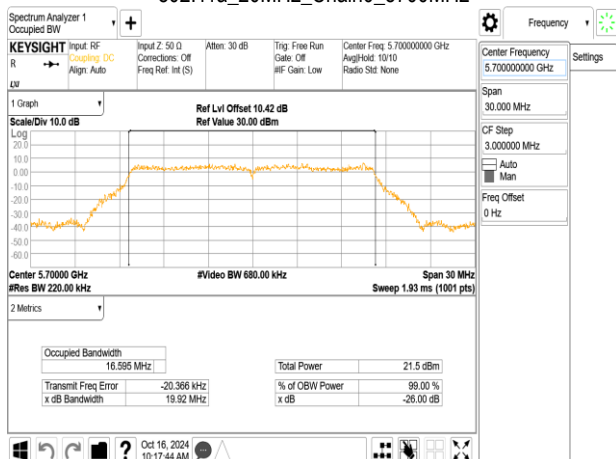 Spectrum Analyzer 1
Occupied BW
Frequency
KEYSIGHT
R
Input: RF
Coupling: DC
Align: Auto
Input Z: 50 Ω
Corrections: Off
Freq Ref: Int (S)
Atten: 30 dB
Trig: Free Run
Gate: Off
#IF Gain: Low
Center Freq: 5.700000000 GHz
Avg|Hold: 10/10
Radio Std: None
Center Frequency
5.700000000 GHz
Settings
Span
30.000 MHz
CF Step
3.000000 MHz
Auto
Man
Freq Offset
0 Hz
1 Graph
Scale/Div 10.0 dB
Ref Lvl Offset 10.42 dB
Ref Value 30.00 dBm
Log
20.0
10.0
0.00
-10.0
-20.0
-30.0
-40.0
-50.0
-60.0
Center 5.70000 GHz
#Res BW 220.00 kHz
#Video BW 680.00 kHz
Span 30 MHz
Sweep 1.93 ms (1001 pts)
2 Metrics
Occupied Bandwidth
16.595 MHz
Total Power 21.5 dBm
Transmit Freq Error -20.366 kHz
% of OBW Power 99.00 %
x dB Bandwidth 19.92 MHz
x dB -26.00 dB
?
Oct 16, 2024
10:17:44 AM